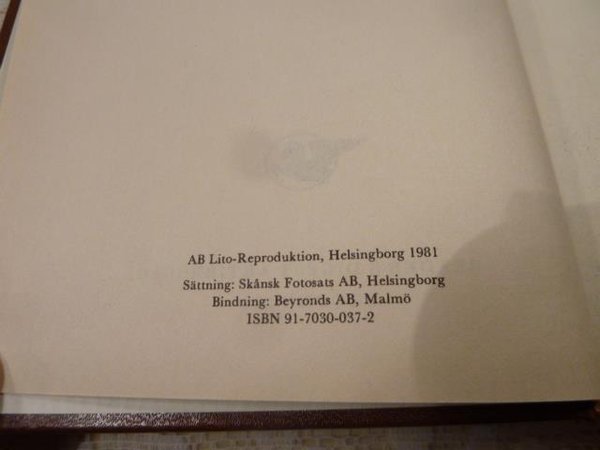 AB Lito-Reproduktion, Helsingborg 1981
Sättning: Skånsk Fotosats AB, Helsingborg
Bindning: Beyronds AB, Malmö
ISBN 91-7030-037-2